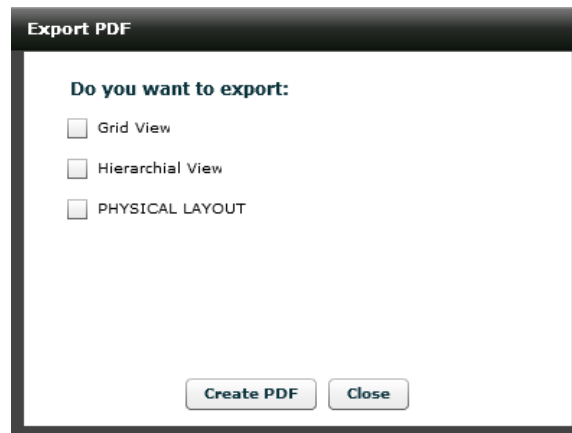 Export PDF
Do you want to export:
Grid View
Hierarchial View
PHYSICAL LAYOUT
Create PDF Close